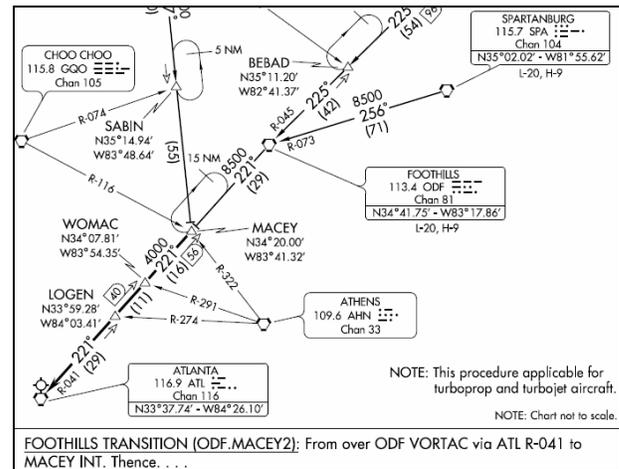 (50)
5 NM
225°
(54)
96
SPARTANBURG
115.7 SPA
Chan 104
N35°02.02' - W81°55.62'
L-20, H-9
CHOO CHOO
115.8 GQO
Chan 105
BEBAD
N35°11.20'
W82°41.37'
R-074
SABIN
N35°14.94'
W83°48.64'
225°
(42)
R-045
8500
256°
(71)
R-073
(55)
15 NM
8500
221°
(29)
R-116
FOOTHILLS
113.4 ODF
Chan 81
N34°41.75' - W83°17.86'
L-20, H-9
WOMAC
N34°07.81'
W83°54.35'
MACEY
N34°20.00'
W83°41.32'
4000
221°
(16)
56
R-322
LOGEN
N33°59.28'
W84°03.41'
40
(11)
R-291
R-274
ATHENS
109.6 AHN
Chan 33
221°
(29)
R-041
ATLANTA
116.9 ATL
Chan 116
N33°37.74' - W84°26.10'
NOTE: This procedure applicable for
turboprop and turbojet aircraft.
NOTE: Chart not to scale.
FOOTHILLS TRANSITION (ODF.MACEY2): From over ODF VORTAC via ATL R-041 to
MACEY INT. Thence. . . .